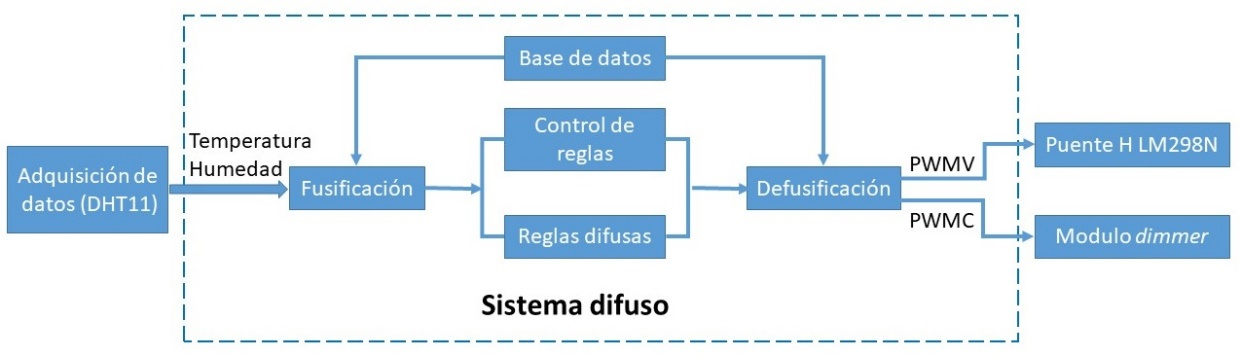 Base de datos
Control de
reglas
Temperatura
Humedad
Adquisición de
datos (DHT11)
Fusificación
Defusificación
PWMV
PWMC
Puente H LM298N
Reglas difusas
Modulo dimmer
Sistema difuso